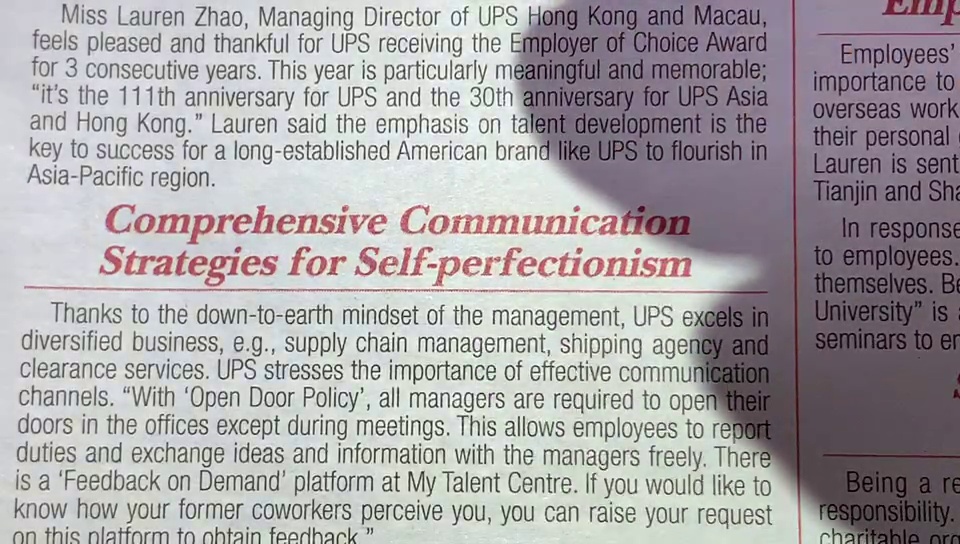 Miss Lauren Zhao, Managing Director of UPS Hong Kong and Macau,
feels pleased and thankful for UPS receiving the Employer of Choice Award
for 3 consecutive years. This year is particularly meaningful and memorable;
“it’s the 111th anniversary for UPS and the 30th anniversary for UPS Asia
and Hong Kong.” Lauren said the emphasis on talent development is the
key to success for a long-established American brand like UPS to flourish in
Asia-Pacific region.
Comprehensive Communication
Strategies for Self-perfectionism
Thanks to the down-to-earth mindset of the management, UPS excels in
diversified business, e.g., supply chain management, shipping agency and
clearance services. UPS stresses the importance of effective communication
channels. “With ‘Open Door Policy’, all managers are required to open their
doors in the offices except during meetings. This allows employees to report
duties and exchange ideas and information with the managers freely. There
is a ‘Feedback on Demand’ platform at My Talent Centre. If you would like to
know how your former coworkers perceive you, you can raise your request
on this platform to obtain feedback.”
Employees’
importance to
overseas work
their personal
Lauren is sent
Tianjin and Sha
In response
to employees.
themselves. Be
University” is
seminars to en
Being a re
responsibility.
charitable org